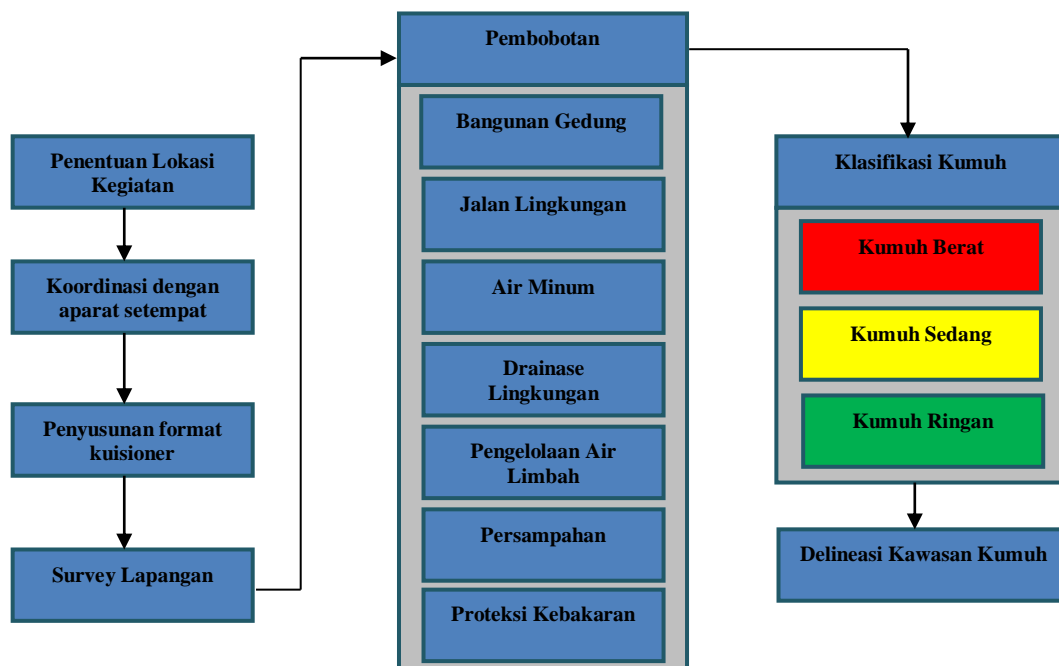 Penentuan Lokasi
Kegiatan
Koordinasi dengan
aparat setempat
Penyusunan format
kuisioner
Survey Lapangan
Pembobotan
Bangunan Gedung
Jalan Lingkungan
Air Minum
Drainase
Lingkungan
Pengelolaan Air
Limbah
Persampahan
Proteksi Kebakaran
Klasifikasi Kumuh
Kumuh Berat
Kumuh Sedang
Kumuh Ringan
Delineasi Kawasan Kumuh